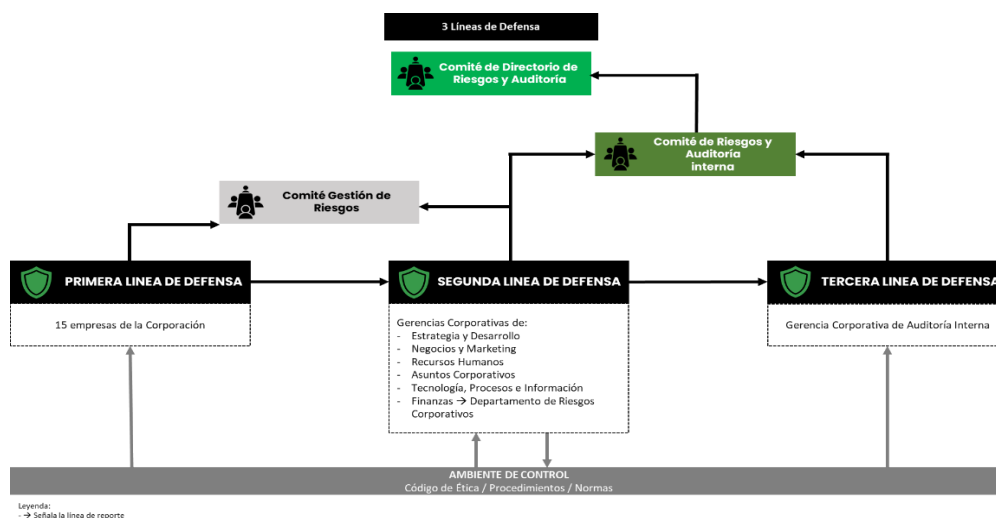 3 Líneas de Defensa
Comité de Directorio de
Riesgos y Auditoría
Comité de Riesgos y
Auditoría
interna
Comité Gestión de
Riesgos
PRIMERA LINEA DE DEFENSA
15 empresas de la Corporación
SEGUNDA LINEA DE DEFENSA
Gerencias Corporativas de:
- Estrategia y Desarrollo
- Negocios y Marketing
- Recursos Humanos
- Asuntos Corporativos
- Tecnología, Procesos e Información
- Finanzas → Departamento de Riesgos
Corporativos
TERCERA LINEA DE DEFENSA
Gerencia Corporativa de Auditoría Interna
AMBIENTE DE CONTROL
Código de Ética / Procedimientos / Normas
Leyenda:
- → Señala la línea de reporte